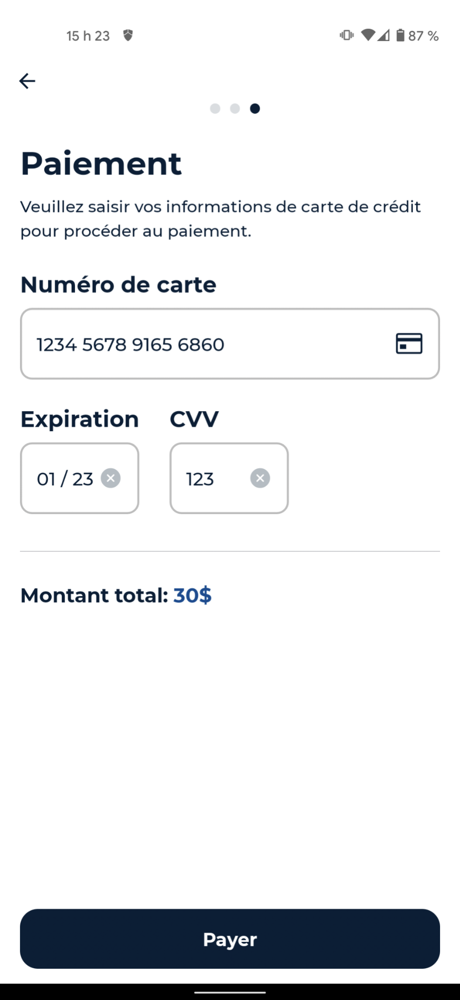 15 h 23
87 %
Paiement
Veuillez saisir vos informations de carte de crédit
pour procéder au paiement.
Numéro de carte
1234 5678 9165 6860
Expiration CVV
01 / 23 123
Montant total: 30$
Payer